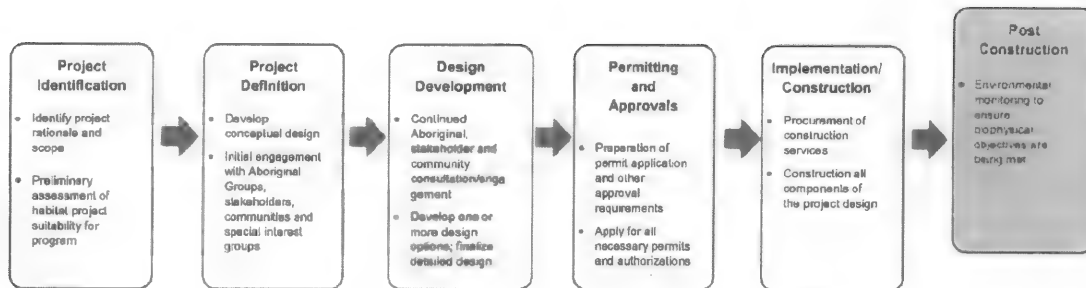 Project
Identification
• Identify project
rationale and
scope
• Preliminary
assessment of
habitat project
suitability for
program
Project
Definition
• Develop
conceptual design
• Initial engagement
with Aboriginal
Groups,
stakeholders,
communities and
special interest
groups
Design
Development
• Continued
Aboriginal,
stakeholder and
community
consultation/enga
gement
• Develop one or
more design
options; finalize
detailed design
Permitting
and
Approvals
• Preparation of
permit application
and other
approval
requirements
• Apply for all
necessary permits
and authorizations
Implementation/
Construction
• Procurement of
construction
services
• Construction all
components of
the project design
Post
Construction
• Environmental
monitoring to
ensure
biophysical
objectives are
being met